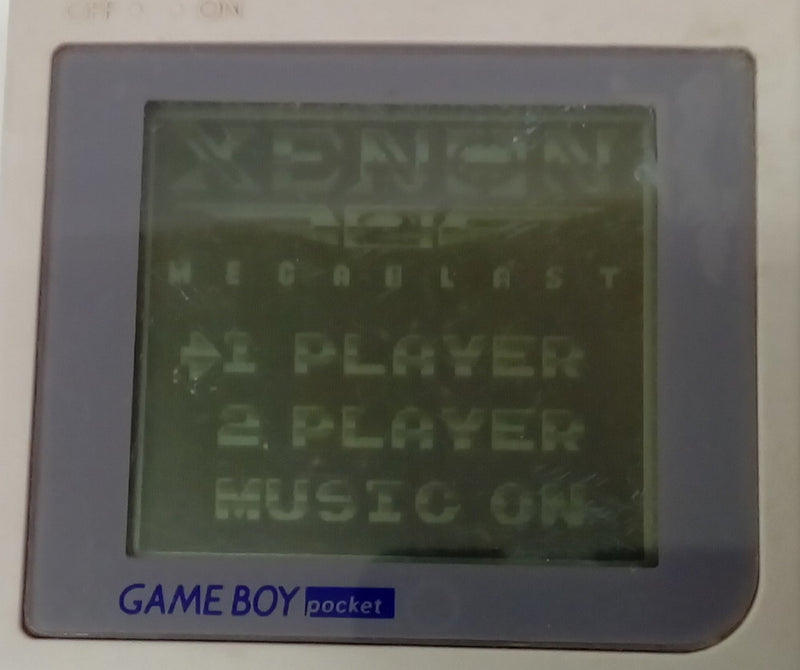 OFF ON
XENON
2
MEGABLAST
1 PLAYER
2 PLAYER
MUSIC ON
GAME BOY pocket